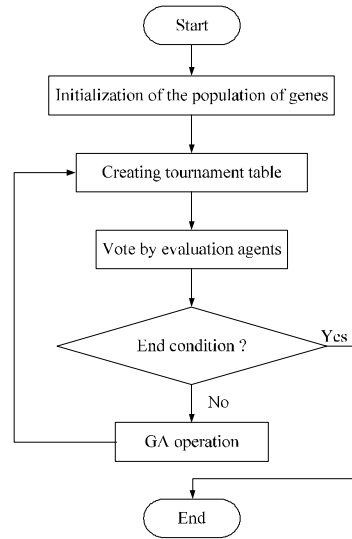 Start
Initialization of the population of genes
Creating tournament table
Vote by evaluation agents
End condition ?
Yes
No
GA operation
End